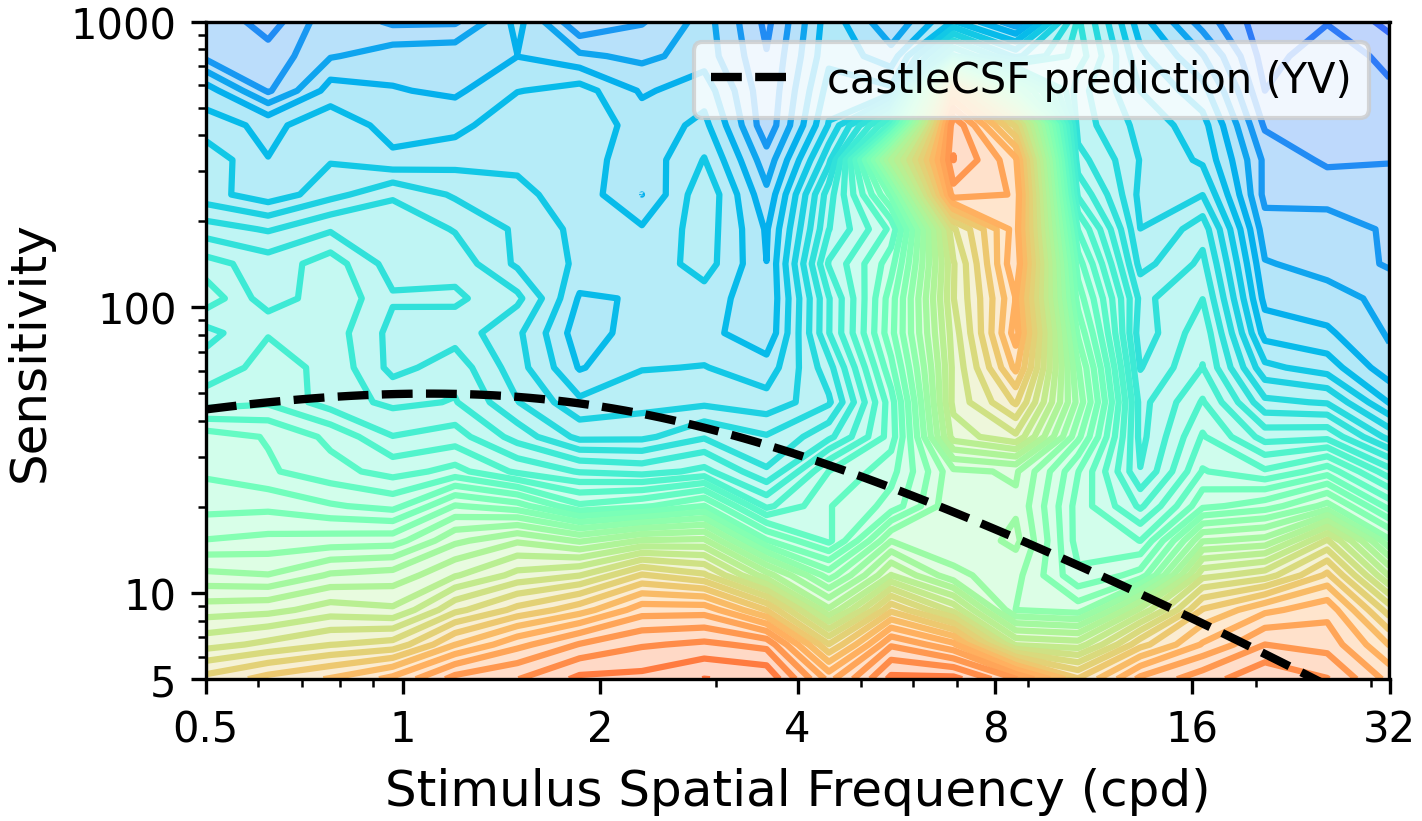 1000
100
10
5
Sensitivity
castleCSF prediction (YV)
0.5 1 2 4 8 16 32
Stimulus Spatial Frequency (cpd)